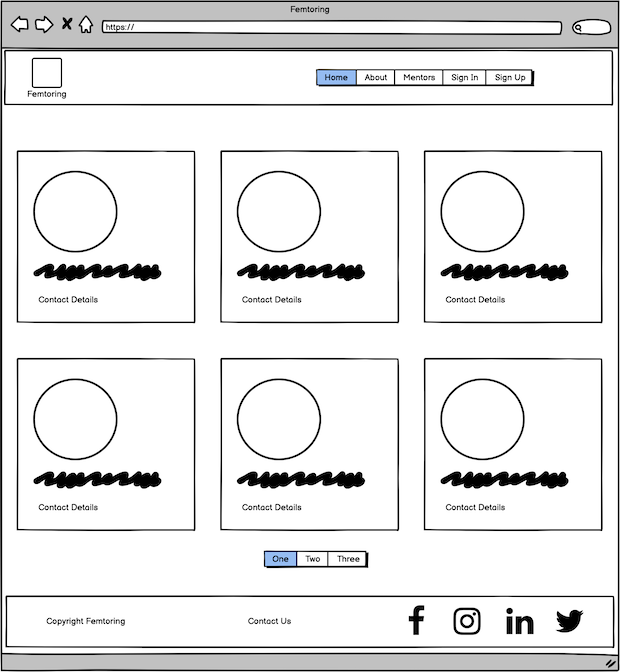 Femtoring
https://
Femtoring
Home About Mentors Sign In Sign Up
Contact Details Contact Details Contact Details
Contact Details Contact Details Contact Details
One Two Three
Copyright Femtoring Contact Us